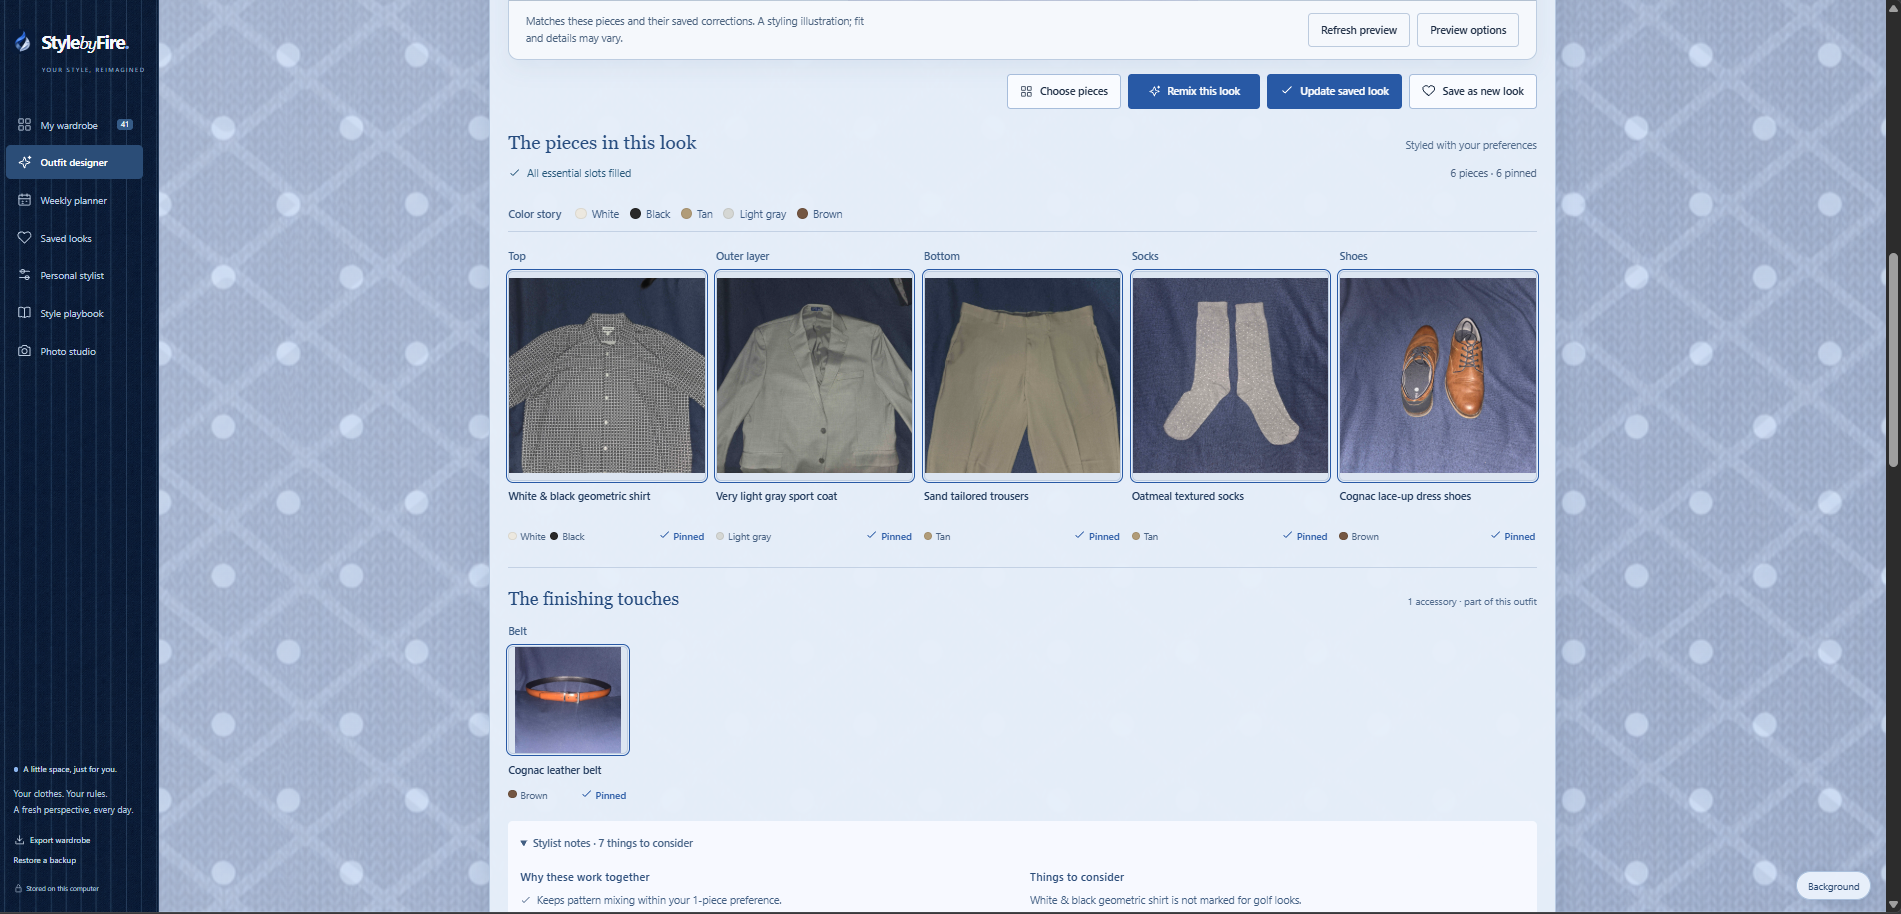 StylebyFire.
YOUR STYLE, REIMAGINED
My wardrobe 41
Outfit designer
Weekly planner
Saved looks
Personal stylist
Style playbook
Photo studio
A little space, just for you.
Your clothes. Your rules.
A fresh perspective, every day.
Export wardrobe
Restore a backup
Stored on this computer
Matches these pieces and their saved corrections. A styling illustration; fit
and details may vary.
Refresh preview
Preview options
Choose pieces
Remix this look
Update saved look
Save as new look
The pieces in this look
Styled with your preferences
All essential slots filled
6 pieces · 6 pinned
Color story White Black Tan Light gray Brown
Top
White & black geometric shirt
White Black Pinned
Outer layer
Very light gray sport coat
Light gray Pinned
Bottom
Sand tailored trousers
Tan Pinned
Socks
Oatmeal textured socks
Tan Pinned
Shoes
Cognac lace-up dress shoes
Brown Pinned
The finishing touches
1 accessory · part of this outfit
Belt
Cognac leather belt
Brown Pinned
Stylist notes · 7 things to consider
Why these work together
Keeps pattern mixing within your 1-piece preference.
Things to consider
White & black geometric shirt is not marked for golf looks.
Background